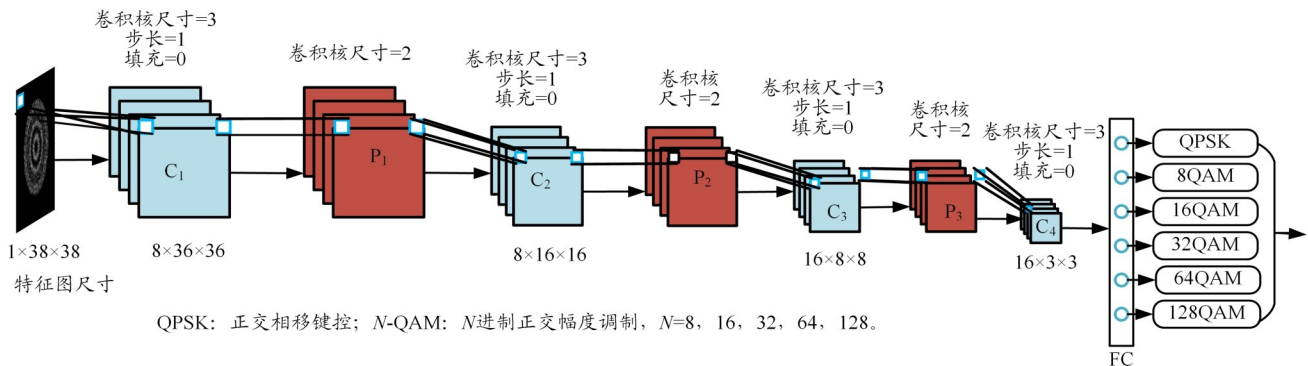 卷积核尺寸=3
步长=1
填充=0
卷积核尺寸=2
卷积核尺寸=3
步长=1
填充=0
卷积核
尺寸=2
卷积核尺寸=3
步长=1
填充=0
卷积核
尺寸=2
卷积核尺寸=3
步长=1
填充=0
C₁
P₁
C₂
P₂
C₃
P₃
C₄
QPSK
8QAM
16QAM
32QAM
64QAM
128QAM
1×38×38
8×36×36
8×16×16
16×8×8
16×3×3
特征图尺寸
QPSK：正交相移键控；N-QAM：N进制正交幅度调制，N=8，16，32，64，128。
FC